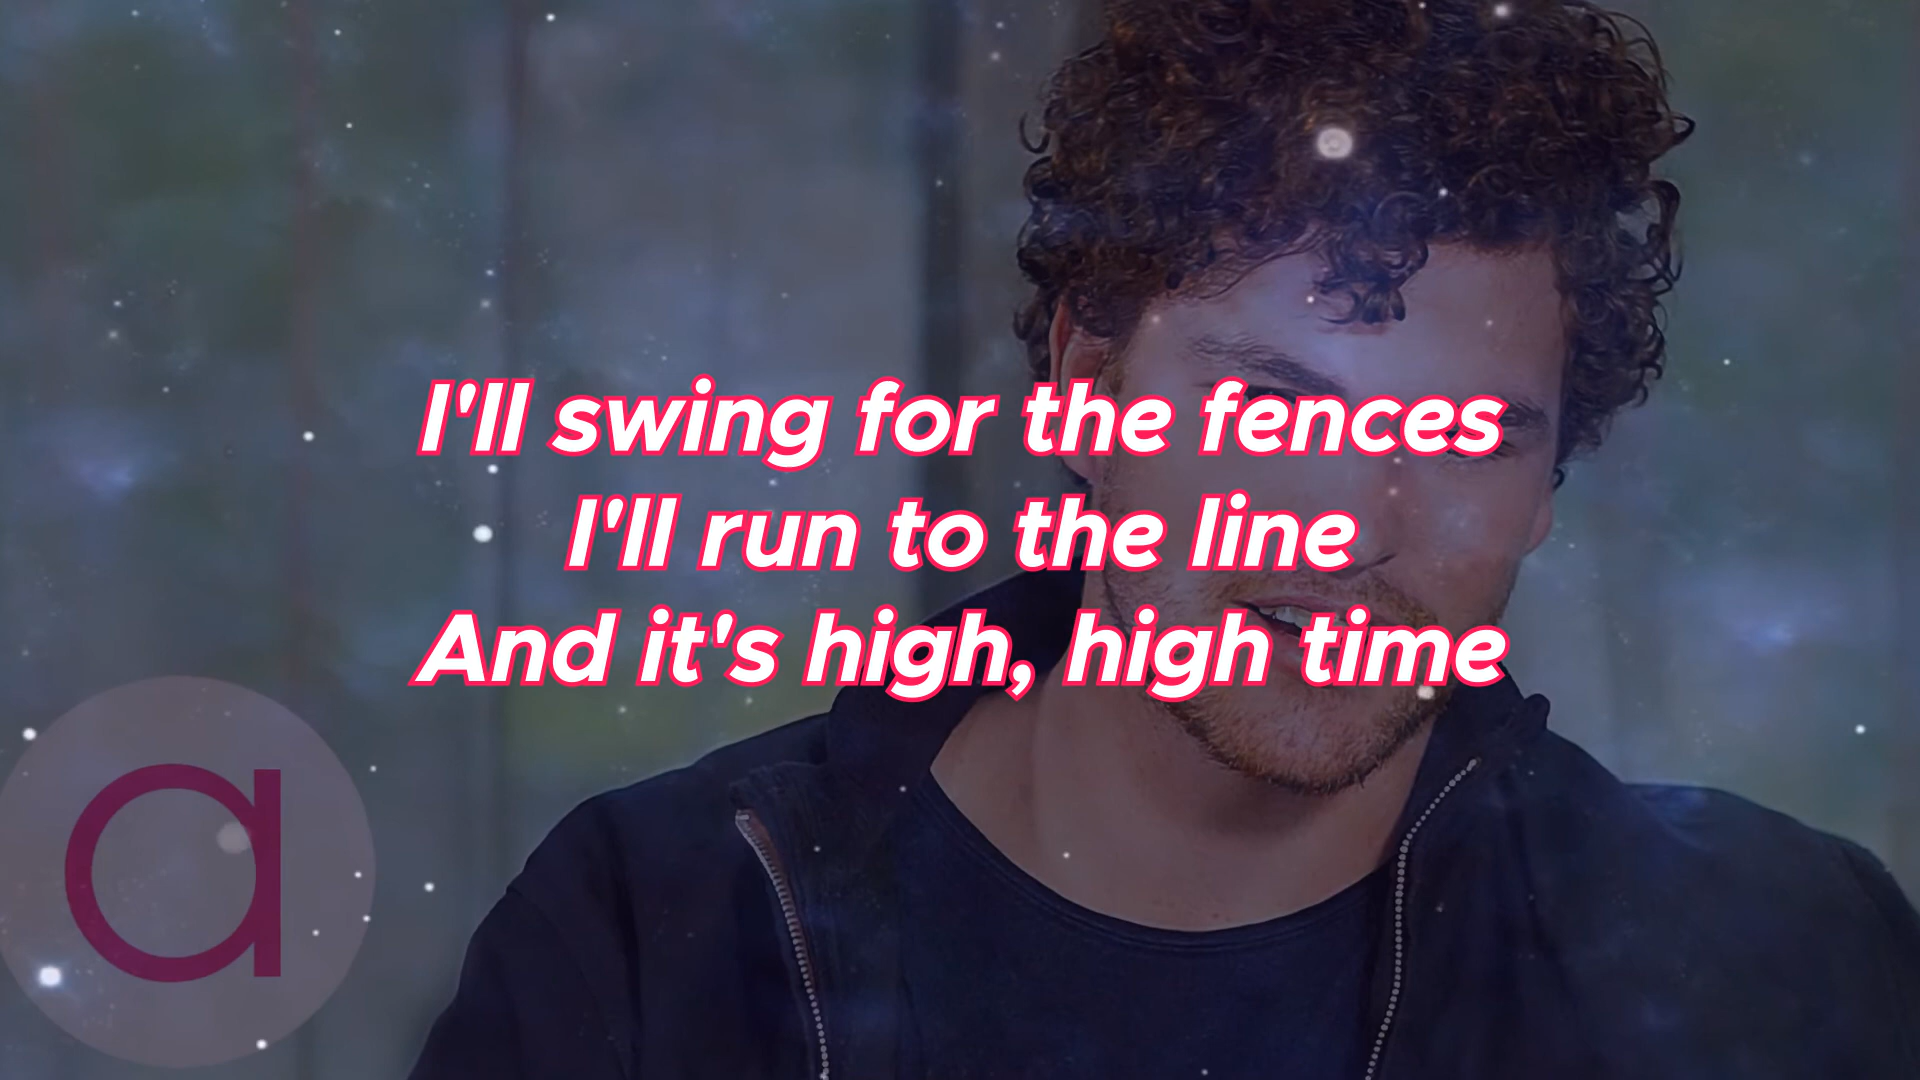 I'll swing for the fences
I'll run to the line
And it's high, high time
a